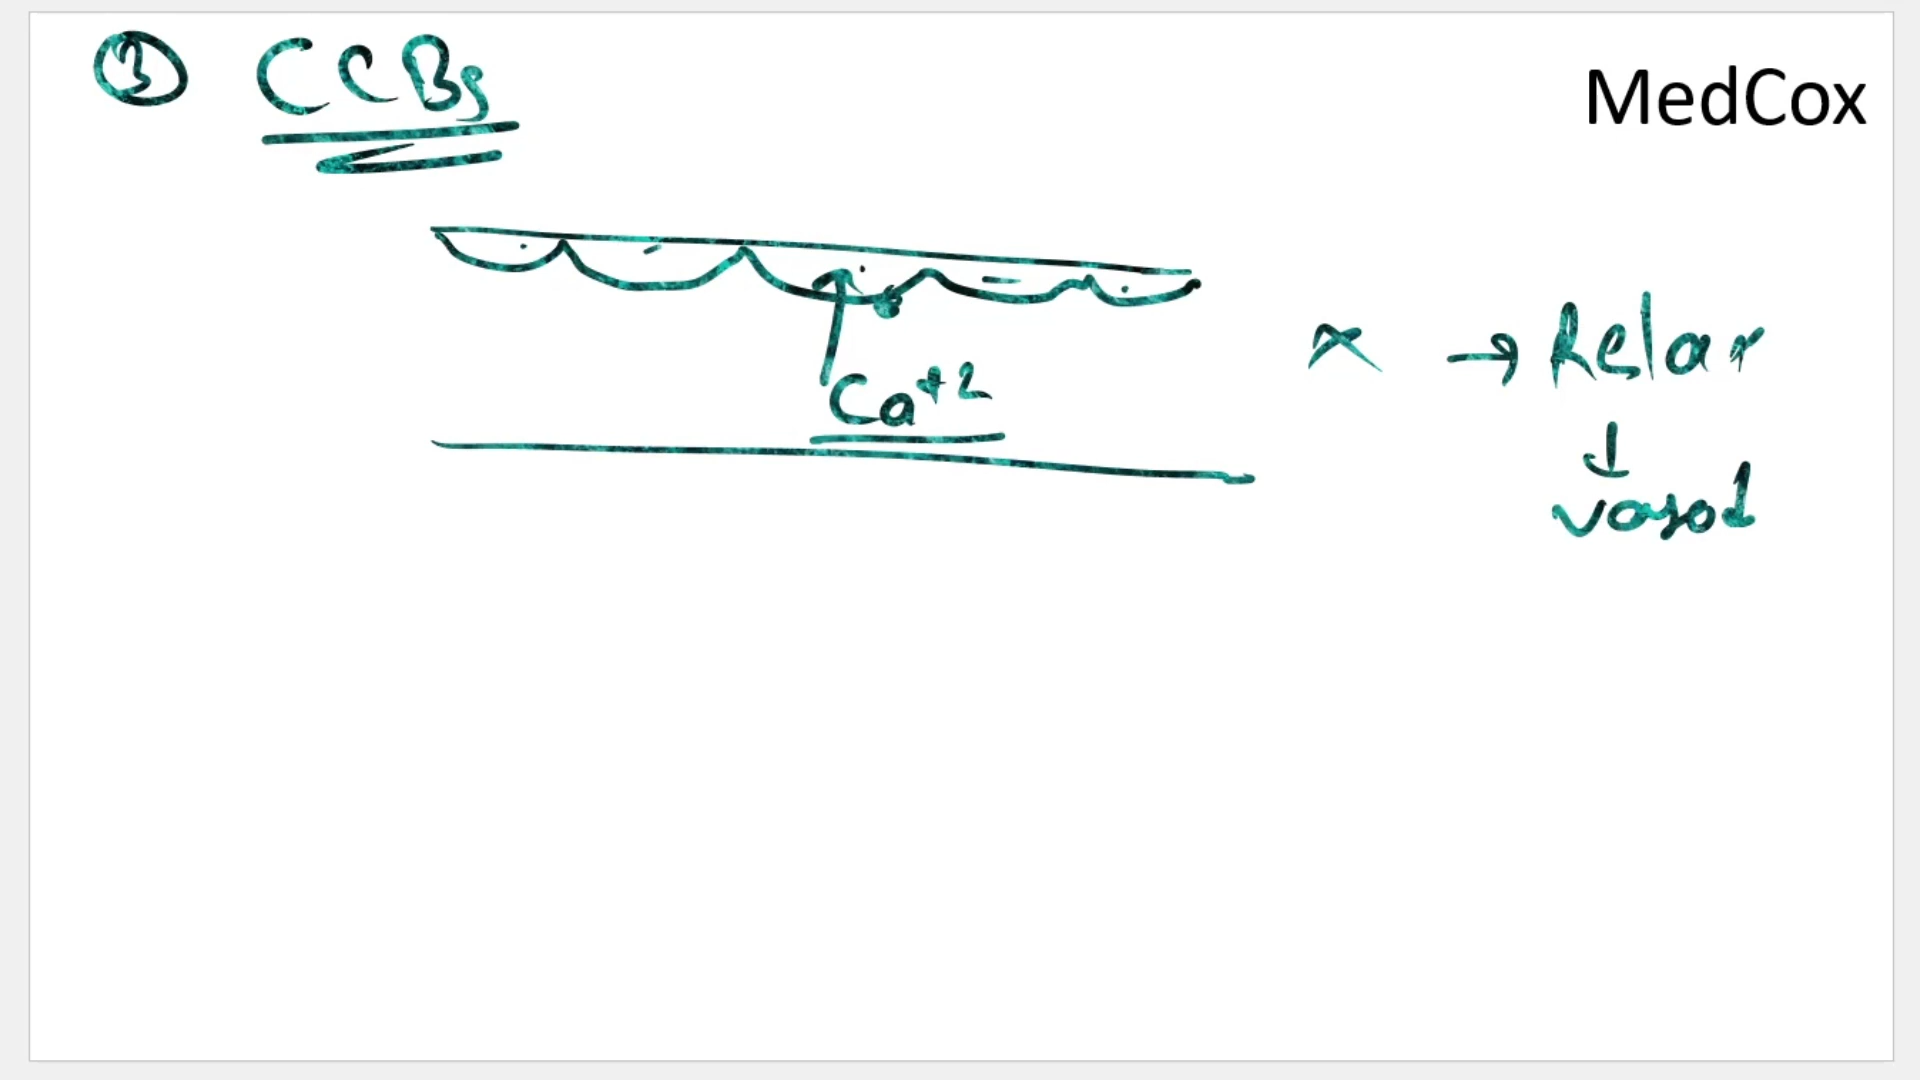 ③ CCBs
MedCox
Ca+2
x → Relax
↓
vasod